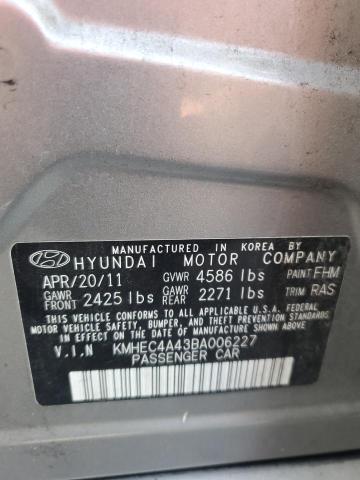 MANUFACTURED IN KOREA BY
HYUNDAI MOTOR COMPANY
APR/20/11 GVWR 4586 lbs PAINT FHM
GAWR FRONT 2425 lbs GAWR REAR 2271 lbs TRIM RAS
THIS VEHICLE CONFORMS TO ALL APPLICABLE U.S.A. FEDERAL
MOTOR VEHICLE SAFETY, BUMPER, AND THEFT PREVENTION STANDARDS
IN EFFECT ON THE DATE OF MANUFACTURE SHOWN ABOVE.
V.I.N KMHEC4A43BA006227
PASSENGER CAR